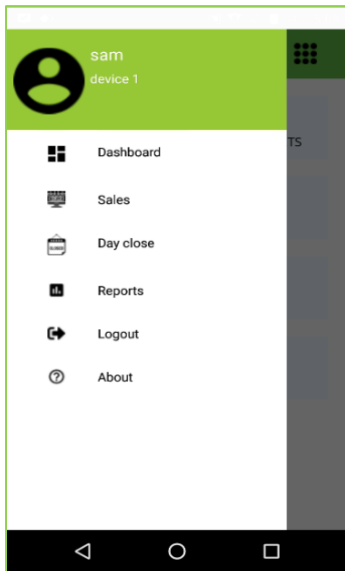 sam
device 1
TS
Dashboard
Sales
Day close
Reports
Logout
About